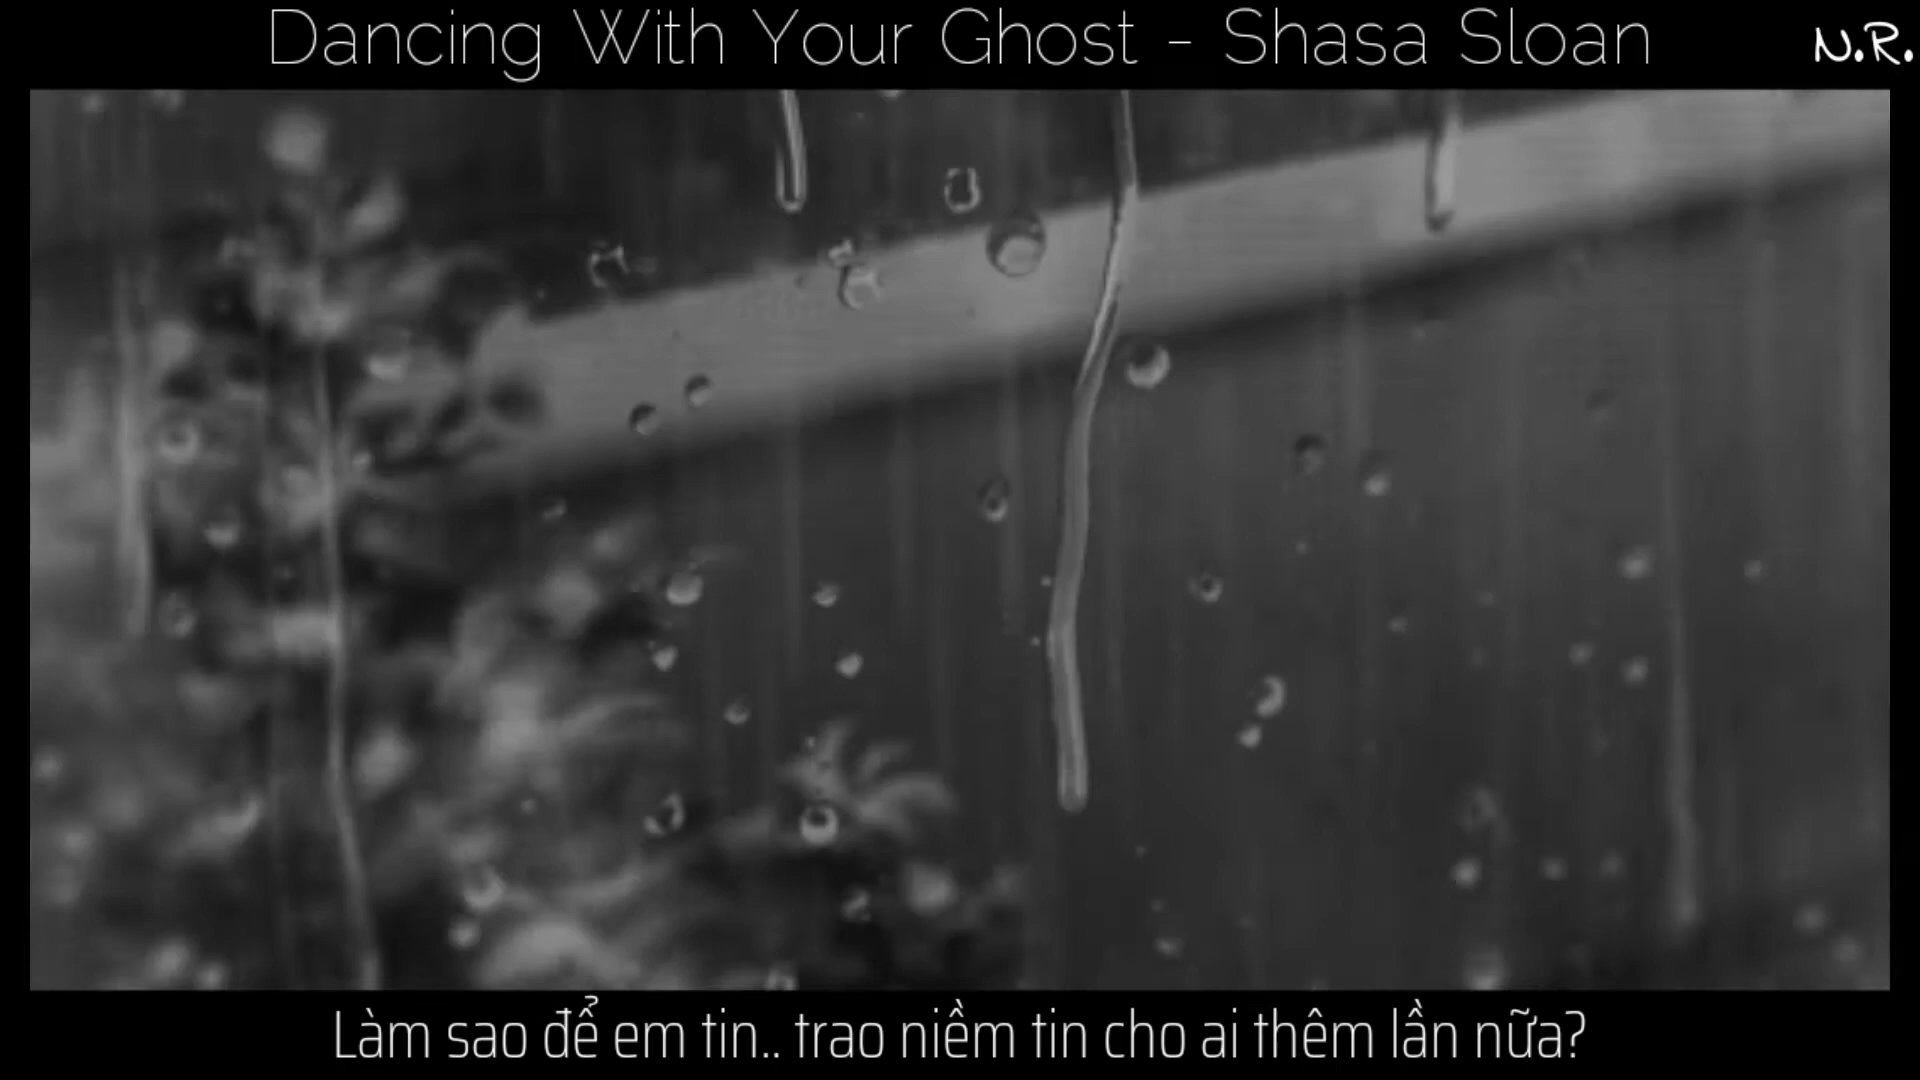 Dancing With Your Ghost - Shasa Sloan
N.R.
Làm sao để em tin.. trao niềm tin cho ai thêm lần nữa?